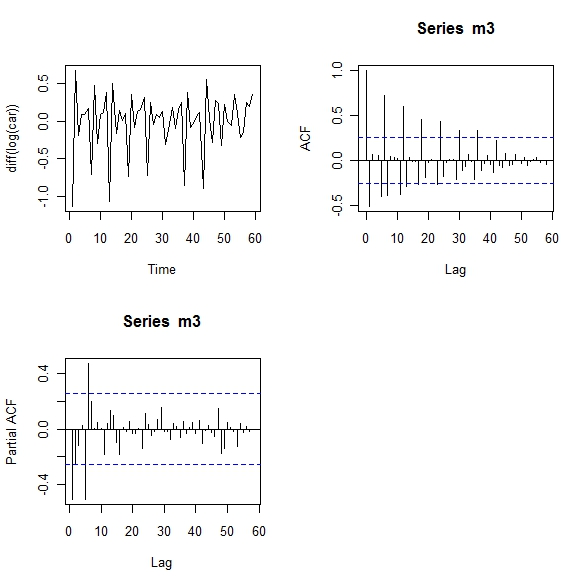 Series m3
0.5
0.0
-0.5
-1.0
diff(log(car))
0 10 20 30 40 50 60
Time
1.0
0.5
0.0
-0.5
ACF
0 10 20 30 40 50 60
Lag
Series m3
0.4
0.0
-0.4
Partial ACF
0 10 20 30 40 50 60
Lag